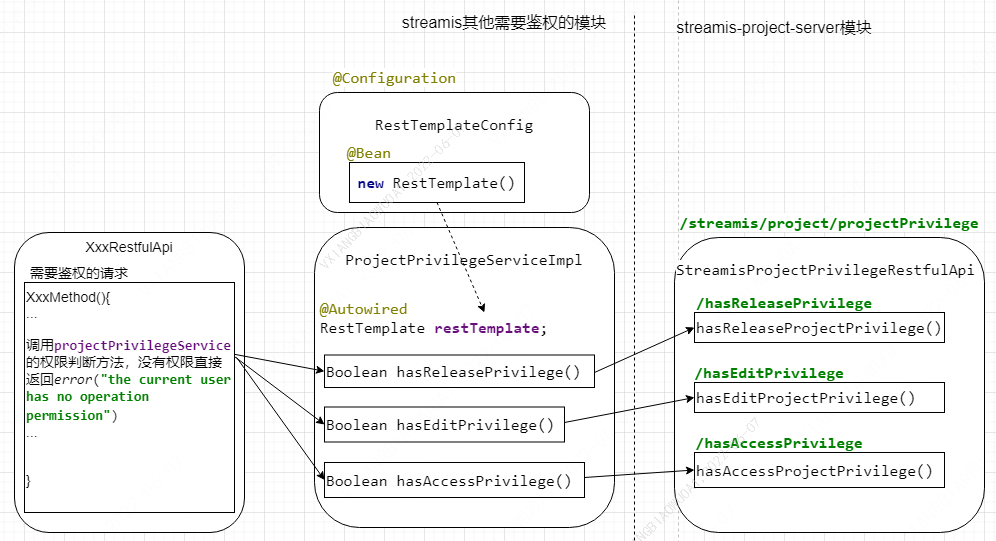 streamis其他需要鉴权的模块
streamis-project-server模块
@Configuration
RestTemplateConfig
@Bean
new RestTemplate()
/streamis/project/projectPrivilege
XxxRestfulApi
需要鉴权的请求
XxxMethod(){
...
调用projectPrivilegeService
的权限判断方法，没有权限直接
返回error("the current user
has no operation
permission")
...
}
ProjectPrivilegeServiceImpl
@Autowired
RestTemplate restTemplate;
Boolean hasReleasePrivilege()
Boolean hasEditPrivilege()
Boolean hasAccessPrivilege()
StreamisProjectPrivilegeRestfulApi
/hasReleasePrivilege
hasReleaseProjectPrivilege()
/hasEditPrivilege
hasEditProjectPrivilege()
/hasAccessPrivilege
hasAccessProjectPrivilege()